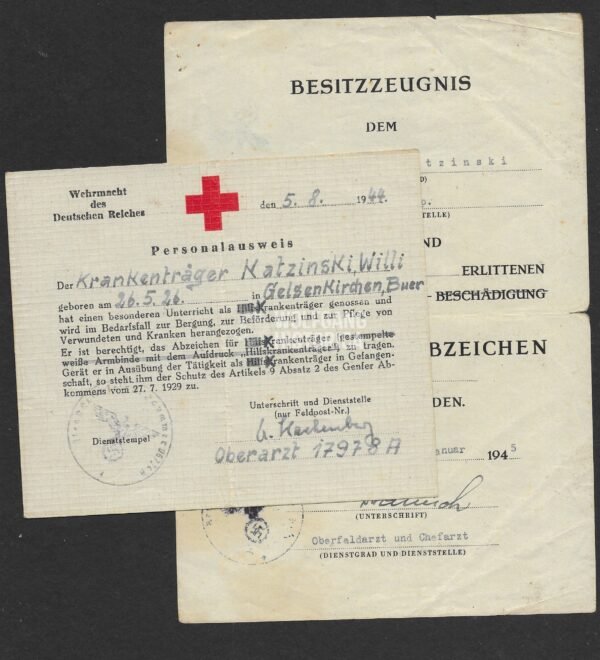 BESITZZEUGNIS
DEM
tzinski
ERLITTENEN
BESCHÄDIGUNG
BZEICHEN
DEN.
anuar 1945
(UNTERSCHRIFT)
Oberfeldarzt und Chefarzt
(DIENSTGRAD UND DIENSTSTELLE)
Wehrmacht
des
Deutschen Reiches
den 5. 8. 1944.
Personalausweis
Der Krankenträger Katzinski, Willi
geboren am 26.5.26. in Gelsenkirchen, Buer
hat einen besonderen Unterricht als Krankenträger genossen und
wird im Bedarfsfall zur Bergung, zur Beförderung und zur Pflege von
Verwundeten und Kranken herangezogen.
Er ist berechtigt, das Abzeichen für Hilfskrankenträger (gestempelte
weiße Armbinde mit dem Aufdruck „Hilfskrankenträger") zu tragen.
Gerät er in Ausübung der Tätigkeit als Hilfskrankenträger in Gefangen-
schaft, so steht ihm der Schutz des Artikels 9 Absatz 2 des Genfer Ab-
kommens vom 27. 7. 1929 zu.
Unterschrift und Dienststelle
(nur Feldpost-Nr.)
Dienststempel
Oberarzt 17978 A
WOLFGANG